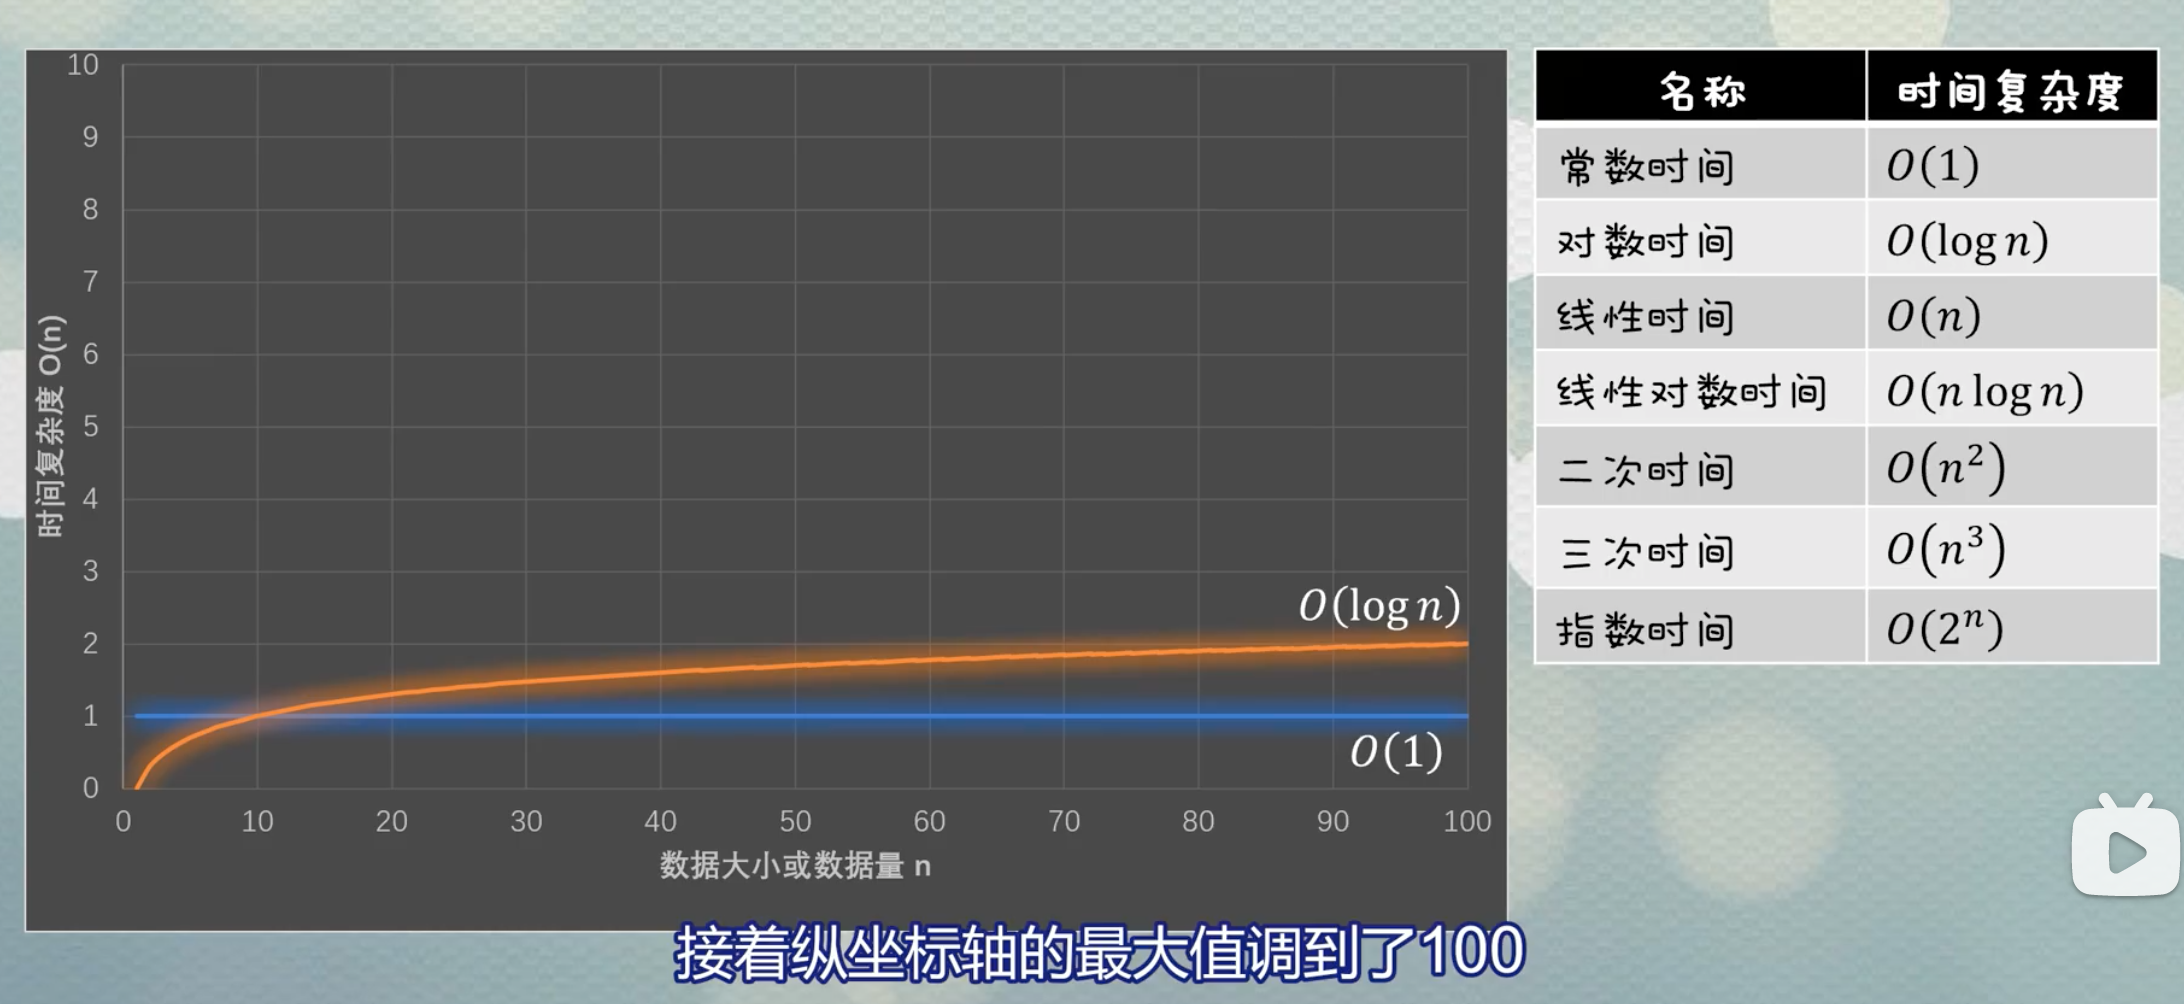 10
9
8
7
6
5
4
3
2
1
0
时间复杂度 O(n)
O(log n)
O(1)
0 10 20 30 40 50 60 70 80 90 100
数据大小或数据量 n
名称 时间复杂度
常数时间 O(1)
对数时间 O(log n)
线性时间 O(n)
线性对数时间 O(n log n)
二次时间 O(n²)
三次时间 O(n³)
指数时间 O(2ⁿ)
接着纵坐标轴的最大值调到了100